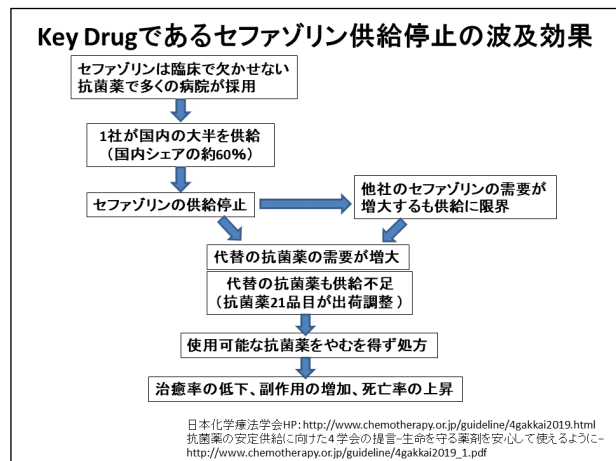 Key Drugであるセファゾリン供給停止の波及効果
セファゾリンは臨床で欠かせない
抗菌薬で多くの病院が採用
1社が国内の大半を供給
（国内シェアの約60%）
セファゾリンの供給停止
他社のセファゾリンの需要が
増大するも供給に限界
代替の抗菌薬の需要が増大
代替の抗菌薬も供給不足
（抗菌薬21品目が出荷調整）
使用可能な抗菌薬をやむを得ず処方
治癒率の低下、副作用の増加、死亡率の上昇
日本化学療法学会HP：http://www.chemotherapy.or.jp/guideline/4gakkai2019.html
抗菌薬の安定供給に向けた4学会の提言-生命を守る薬剤を安心して使えるように-
http://www.chemotherapy.or.jp/guideline/4gakkai2019_1.pdf